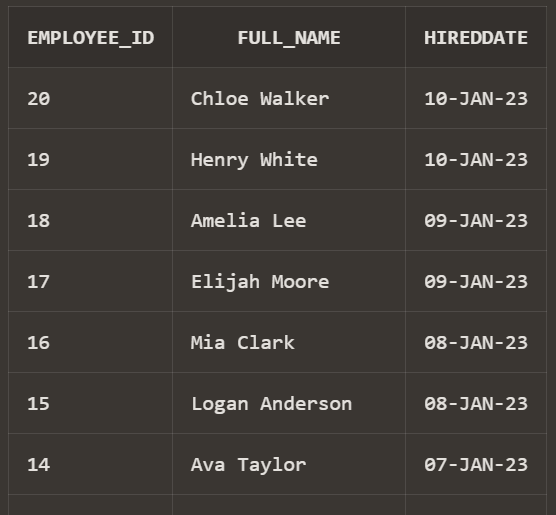 EMPLOYEE_ID FULL_NAME HIREDDATE
20 Chloe Walker 10-JAN-23
19 Henry White 10-JAN-23
18 Amelia Lee 09-JAN-23
17 Elijah Moore 09-JAN-23
16 Mia Clark 08-JAN-23
15 Logan Anderson 08-JAN-23
14 Ava Taylor 07-JAN-23